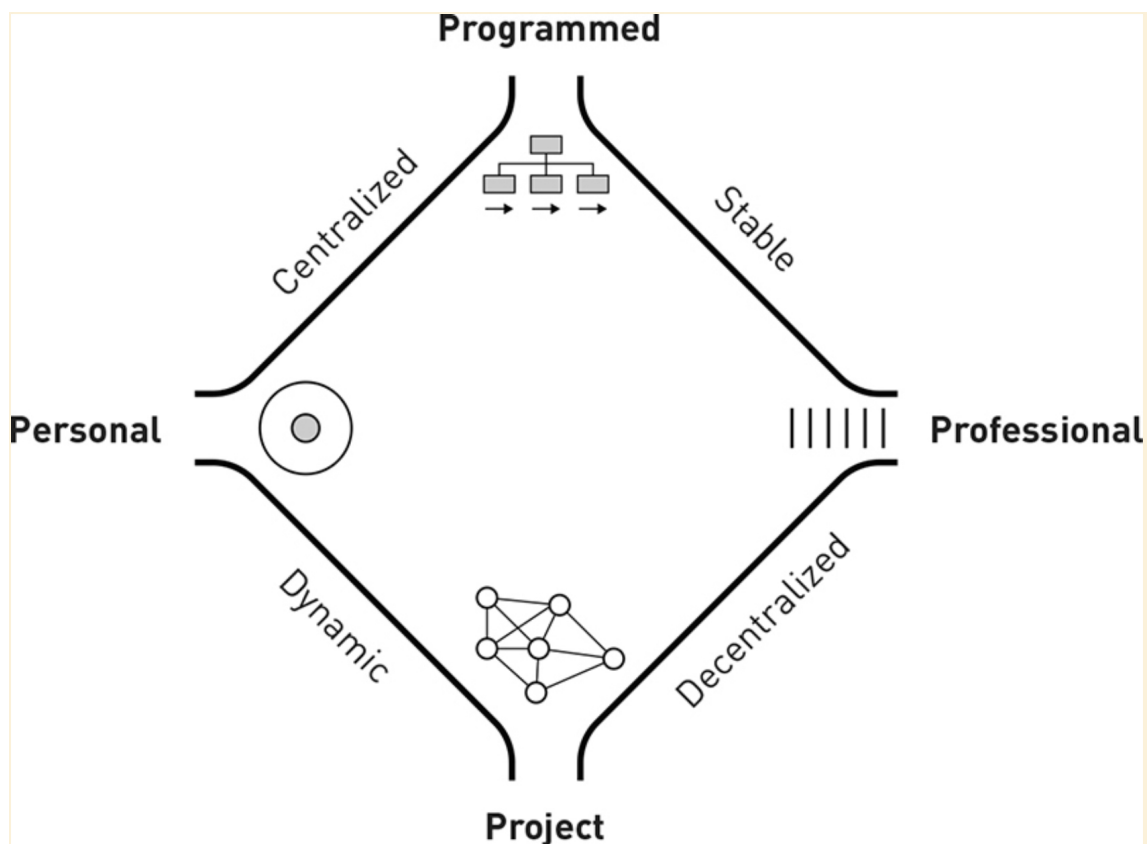 Programmed
Centralized
Stable
Personal
Professional
Dynamic
Decentralized
Project